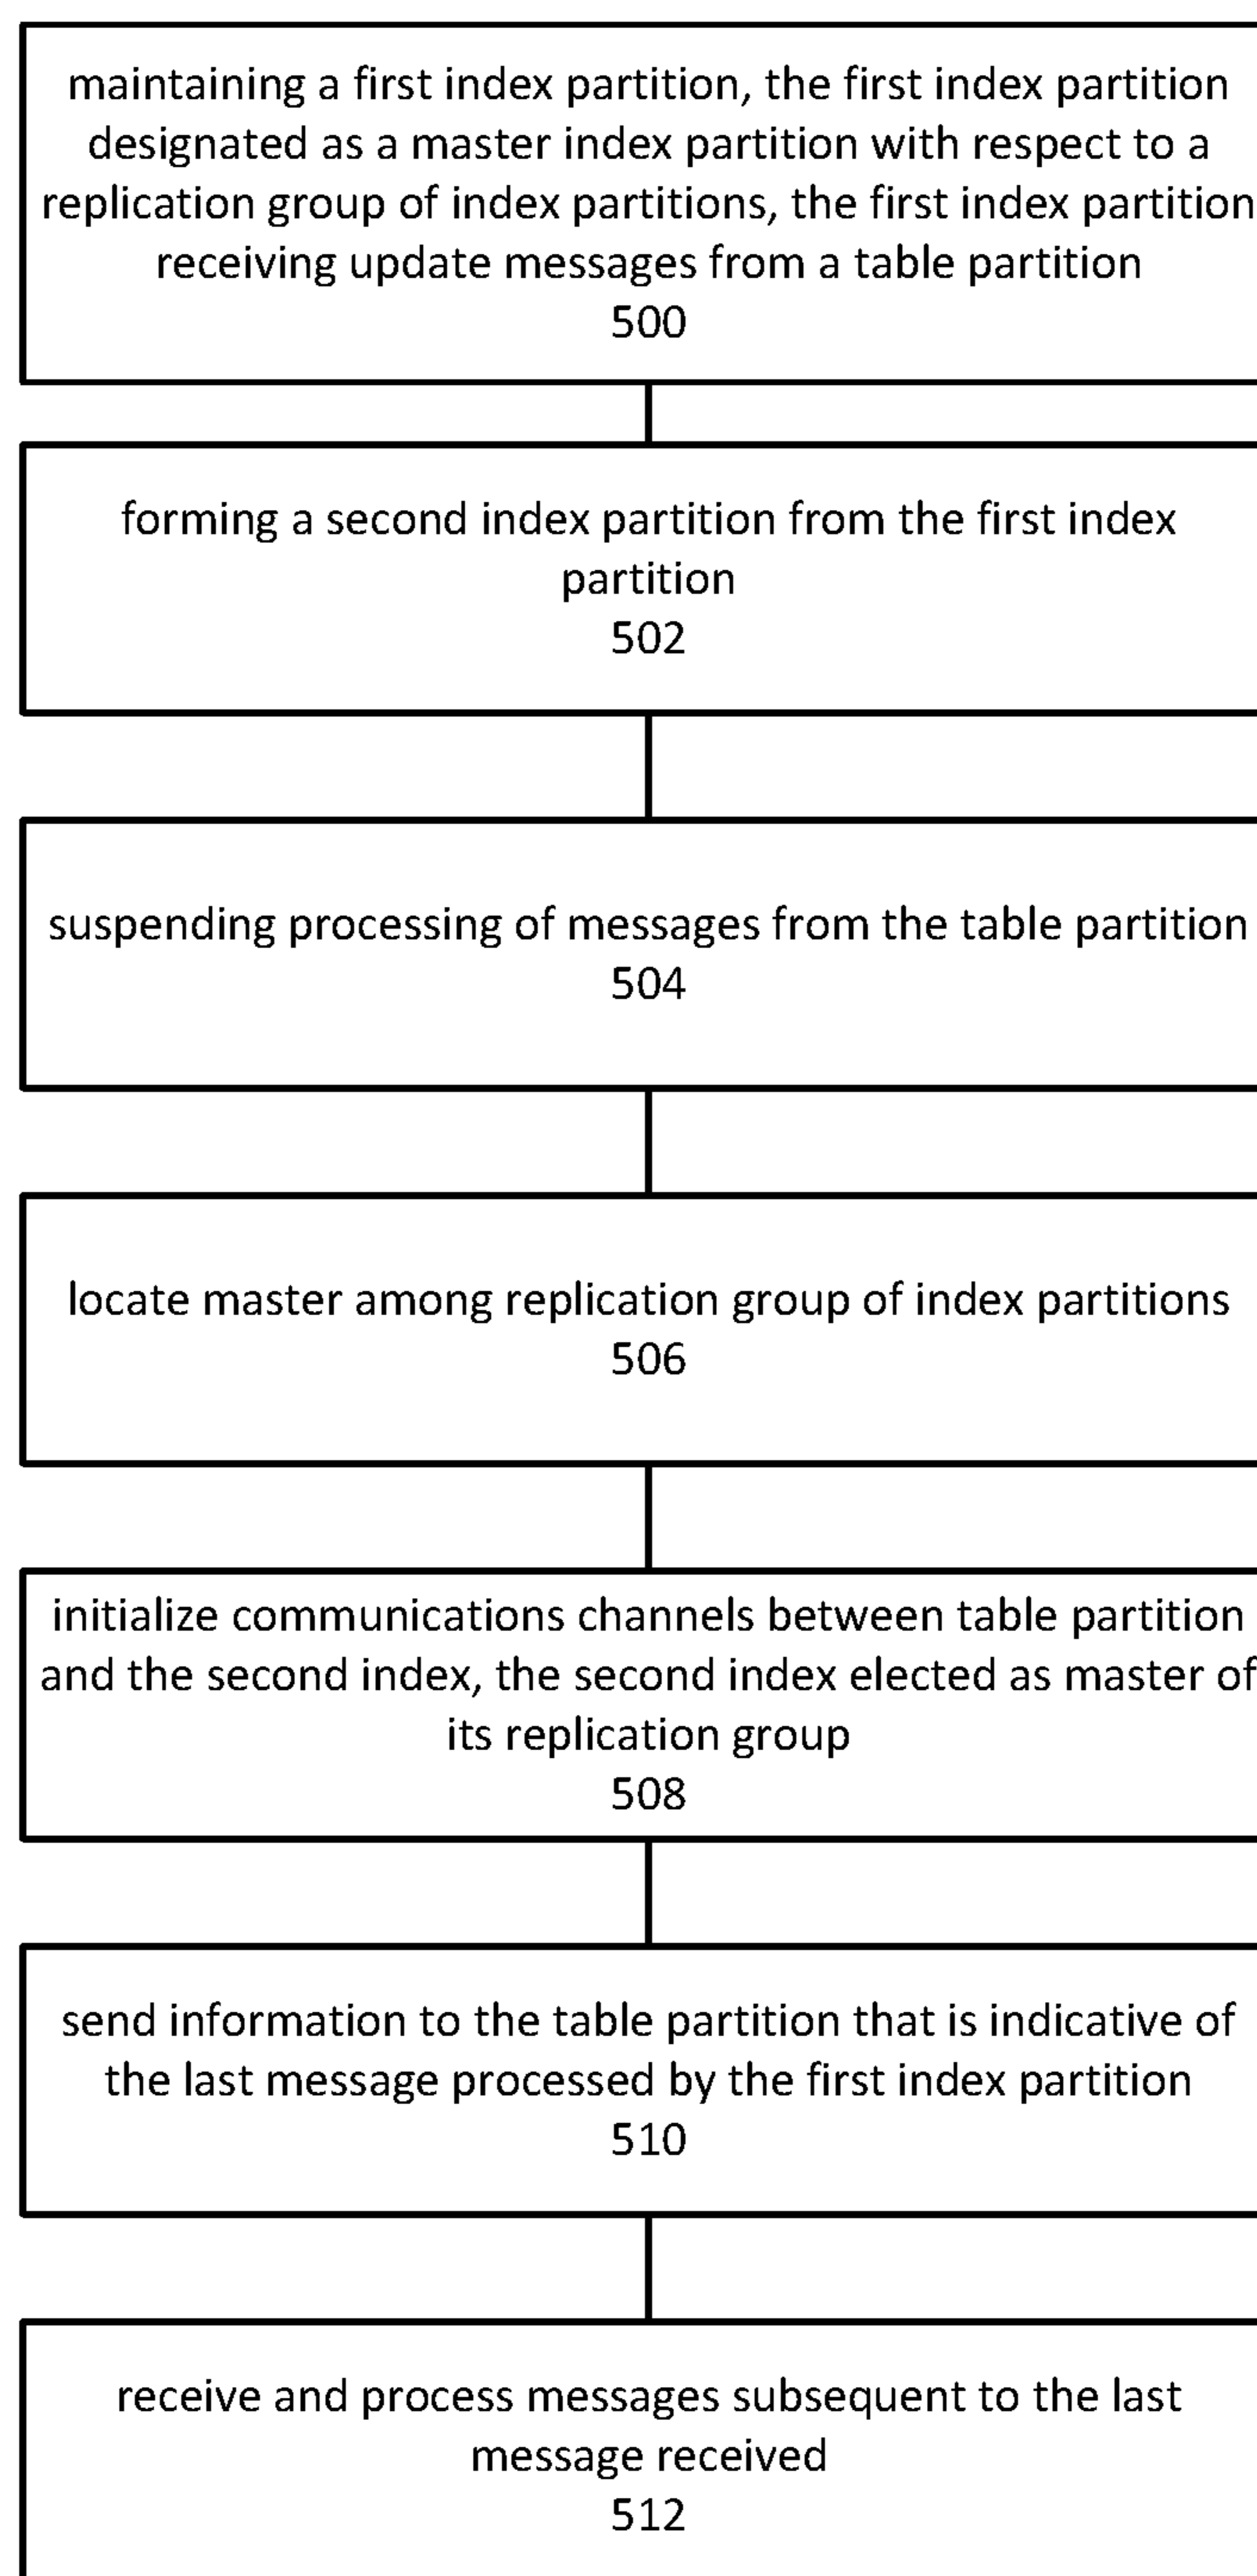 maintaining a first index partition, the first index partition
designated as a master index partition with respect to a
replication group of index partitions, the first index partition
receiving update messages from a table partition
500
forming a second index partition from the first index
partition
502
suspending processing of messages from the table partition
504
locate master among replication group of index partitions
506
initialize communications channels between table partition
and the second index, the second index elected as master of
its replication group
508
send information to the table partition that is indicative of
the last message processed by the first index partition
510
receive and process messages subsequent to the last
message received
512